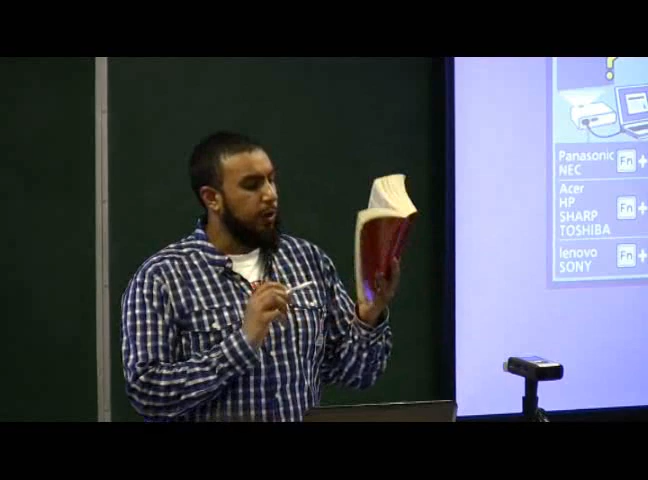 ?
Panasonic Fn +
NEC
Acer
HP Fn +
SHARP
TOSHIBA
lenovo Fn +
SONY